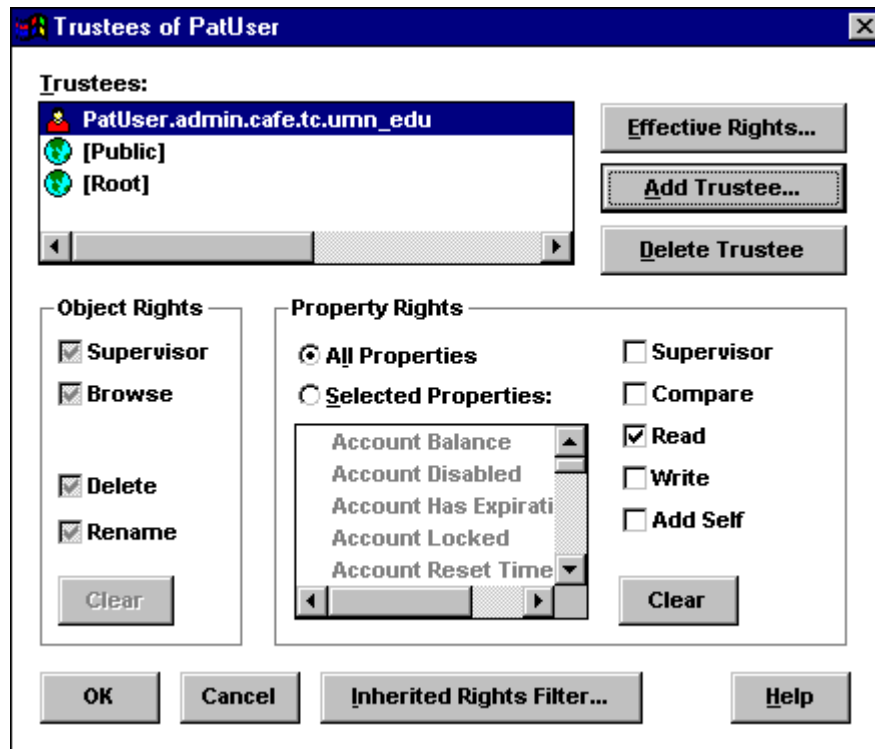 Trustees of PatUser
Trustees:
PatUser.admin.cafe.tc.umn_edu
[Public]
[Root]
Effective Rights...
Add Trustee...
Delete Trustee
Object Rights
Supervisor
Browse
Delete
Rename
Clear
Property Rights
All Properties
Selected Properties:
Account Balance
Account Disabled
Account Has Expirati
Account Locked
Account Reset Time
Supervisor
Compare
Read
Write
Add Self
Clear
OK
Cancel
Inherited Rights Filter...
Help